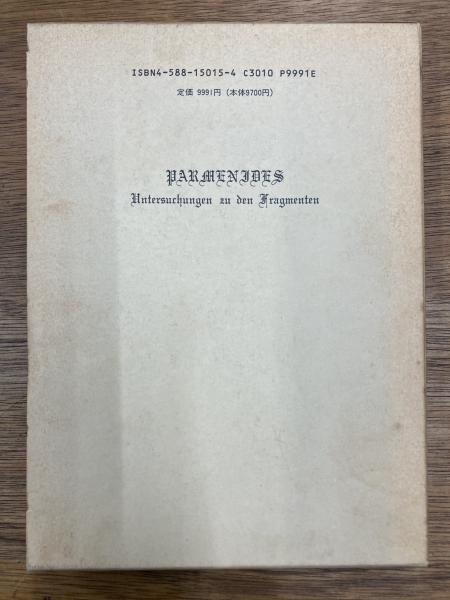 ISBN4-588-15015-4 C3010 P9991E
定価 9991円 (本体9700円)
PARMENIDES
Untersuchungen zu den Fragmenten